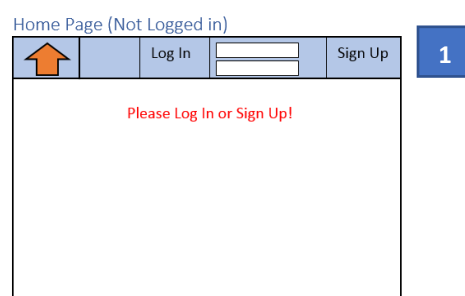 Home Page (Not Logged in)
Log In
Sign Up
1
Please Log In or Sign Up!